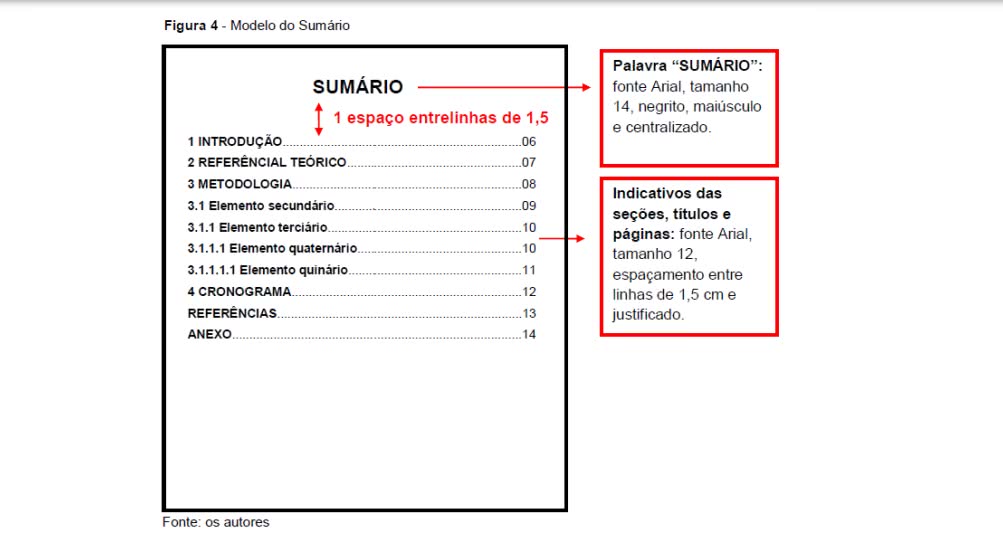 Figura 4 - Modelo do Sumário
SUMÁRIO
1 espaço entrelinhas de 1,5
1 INTRODUÇÃO......06
2 REFERÊNCIAL TEÓRICO......07
3 METODOLOGIA......08
3.1 Elemento secundário......09
3.1.1 Elemento terciário......10
3.1.1.1 Elemento quaternário......10
3.1.1.1.1 Elemento quinário......11
4 CRONOGRAMA......12
REFERÊNCIAS......13
ANEXO......14
Palavra “SUMÁRIO”:
fonte Arial, tamanho
14, negrito, maiúsculo
e centralizado.
Indicativos das
seções, títulos e
páginas: fonte Arial,
tamanho 12,
espaçamento entre
linhas de 1,5 cm e
justificado.
Fonte: os autores